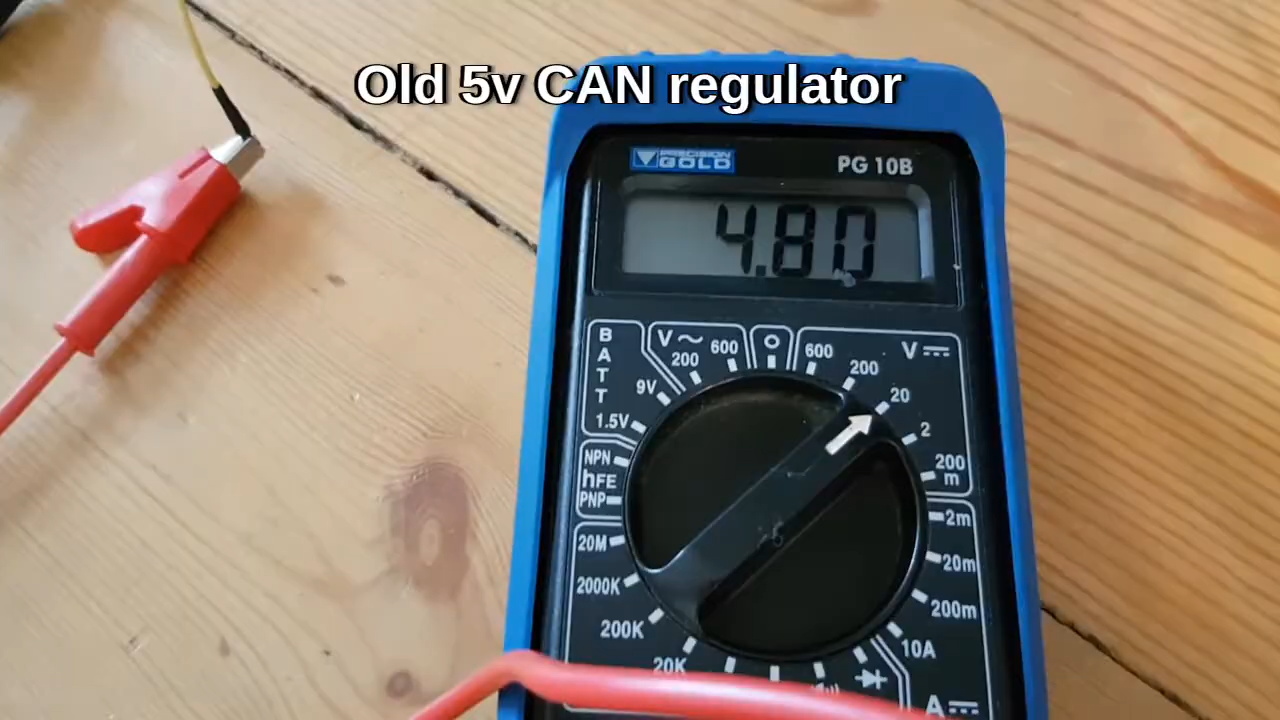 Old 5v CAN regulator
PRECISION
GOLD
PG 10B
4.80
BATT
V~
200
600
O
600
V⎓
200
20
2
200
m
9V
1.5V
NPN
hFE
PNP
2m
20M
20m
2000K
200m
200K
10A
20K
A⎓